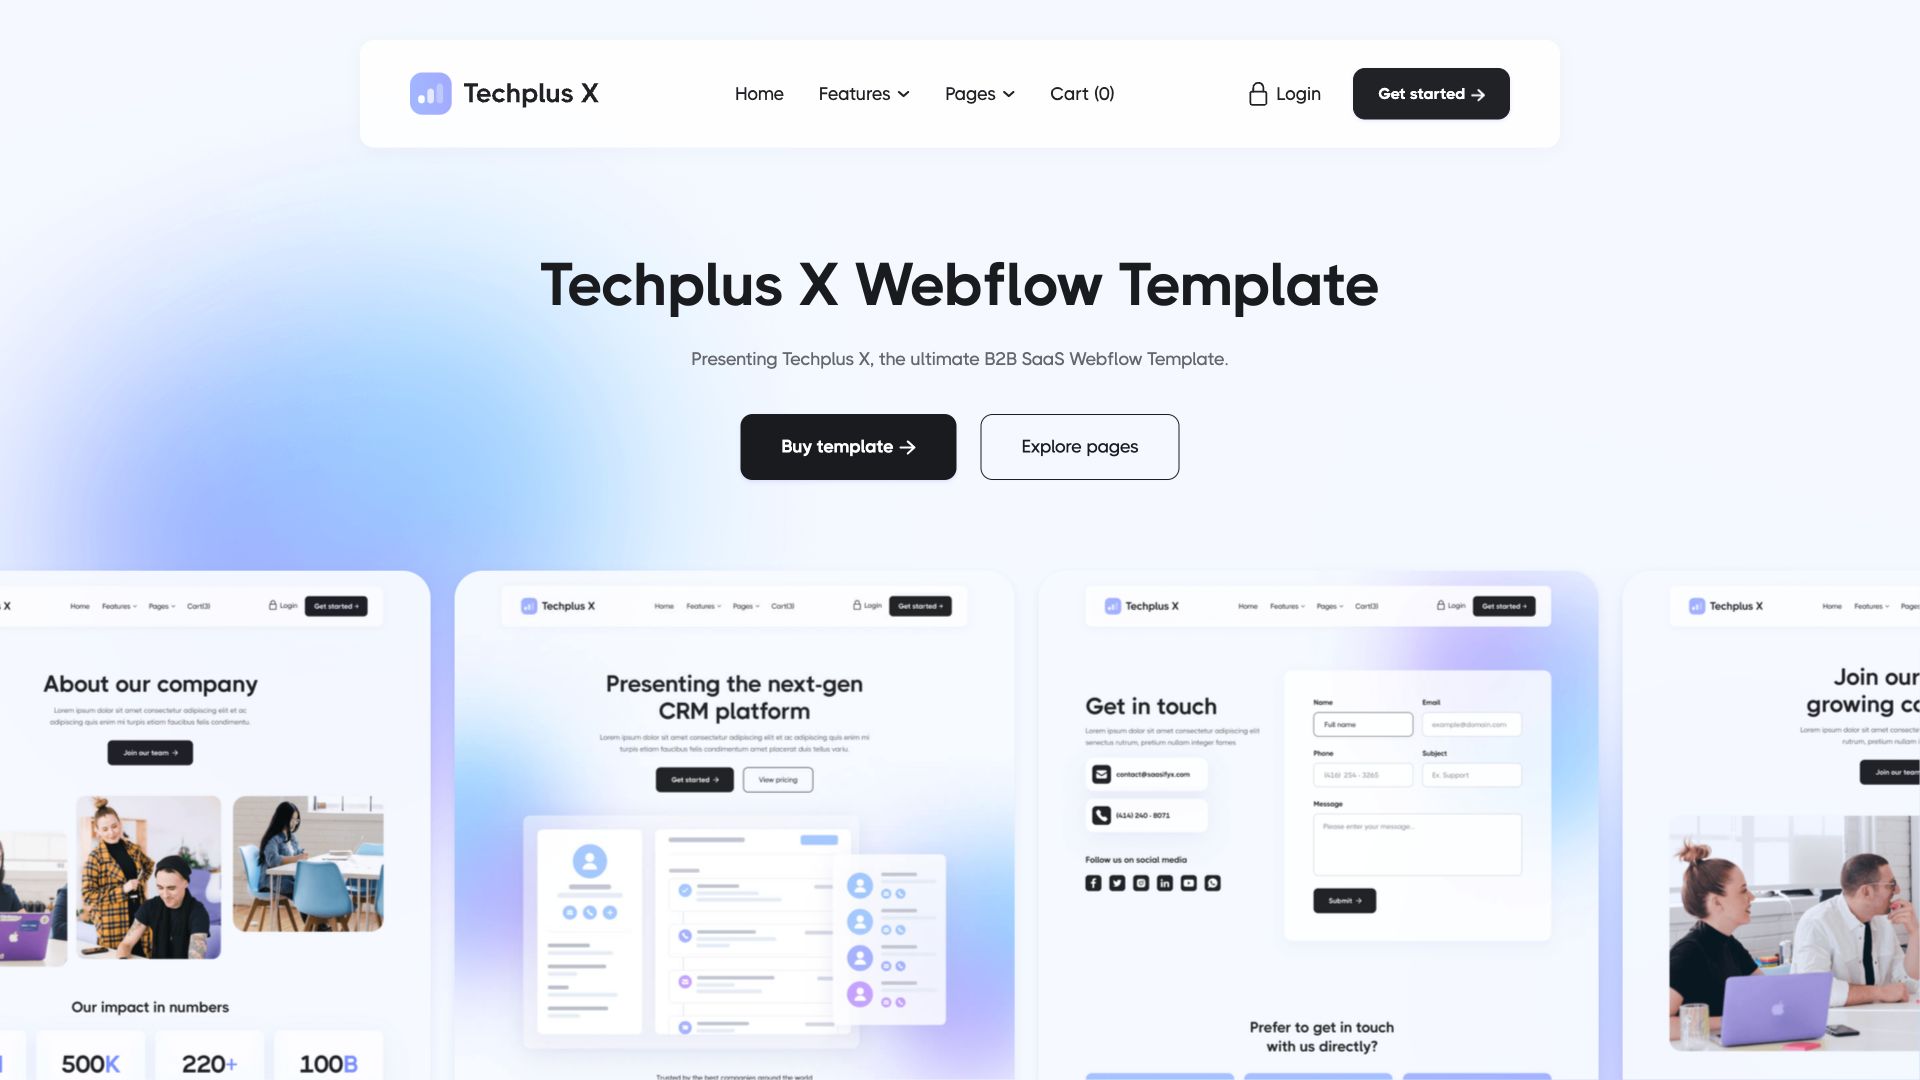 Techplus X
Home
Features
Pages
Cart (0)
Login
Get started →
Techplus X Webflow Template
Presenting Techplus X, the ultimate B2B SaaS Webflow Template.
Buy template →
Explore pages
X
Home
Features
Pages
Cart(3)
Login
Get started →
About our company
Lorem ipsum dolor sit amet consectetur adipiscing elit et ac
adipiscing quis enim mi turpis etiam faucibus felis condimentu.
Join our team →
Our impact in numbers
500K
220+
100B
Techplus X
Home
Features
Pages
Cart(3)
Login
Get started →
Presenting the next-gen
CRM platform
Lorem ipsum dolor sit amet consectetur adipiscing elit et ac adipiscing quis enim mi
turpis etiam faucibus felis condimentum amet placerat duis tellus variu.
Get started →
View pricing
Trusted by the best companies around the world
Techplus X
Home
Features
Pages
Cart(3)
Login
Get started →
Get in touch
Lorem ipsum dolor sit amet consectetur adipiscing elit
senectus rutrum, pretium nullam integer fames
contact@saasifyx.com
(414) 240 - 8071
Follow us on social media
Name
Full name
Email
example@domain.com
Phone
(416) 254 - 3265
Subject
Ex. Support
Message
Please enter your message...
Submit →
Prefer to get in touch
with us directly?
Techplus X
Home
Features
Join our
growing
Lorem ipsum dolor sit amet consec
rutrum, pretium nullam
Join our team